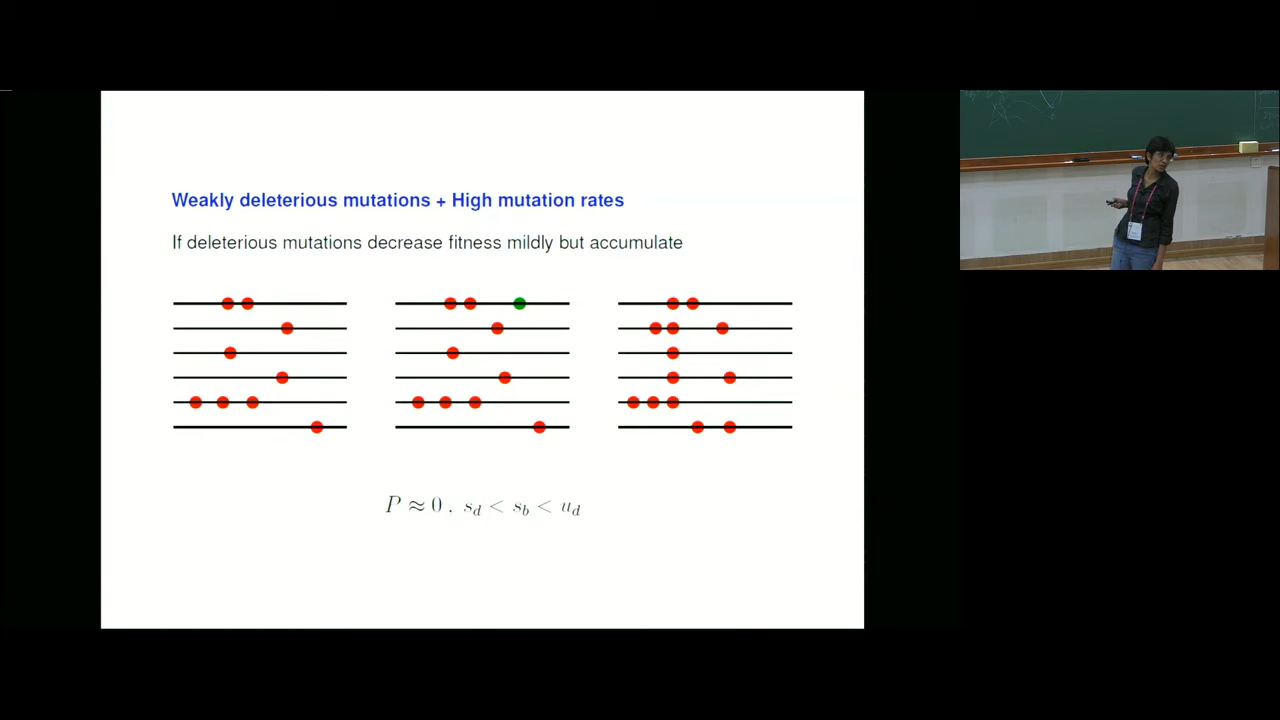 Weakly deleterious mutations + High mutation rates
If deleterious mutations decrease fitness mildly but accumulate
P ≈ 0 . s_d < s_b < u_d